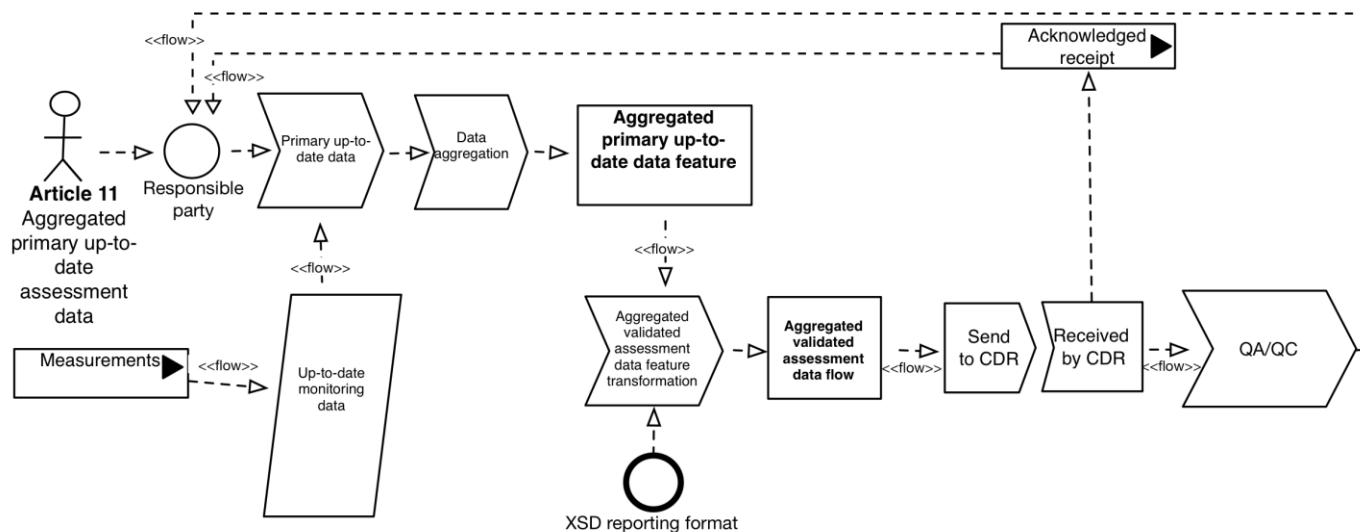 <<flow>>
<<flow>>
Acknowledged
receipt
Article 11
Aggregated
primary up-to-
date
assessment
data
Responsible
party
Primary up-to-
date data
Data
aggregation
Aggregated
primary up-to-
date data feature
<<flow>>
<<flow>>
Measurements
<<flow>>
Up-to-date
monitoring
data
Aggregated
validated
assessment
data feature
transformation
Aggregated
validated
assessment
data flow
<<flow>>
Send
to CDR
Received
by CDR
<<flow>>
QA/QC
XSD reporting format